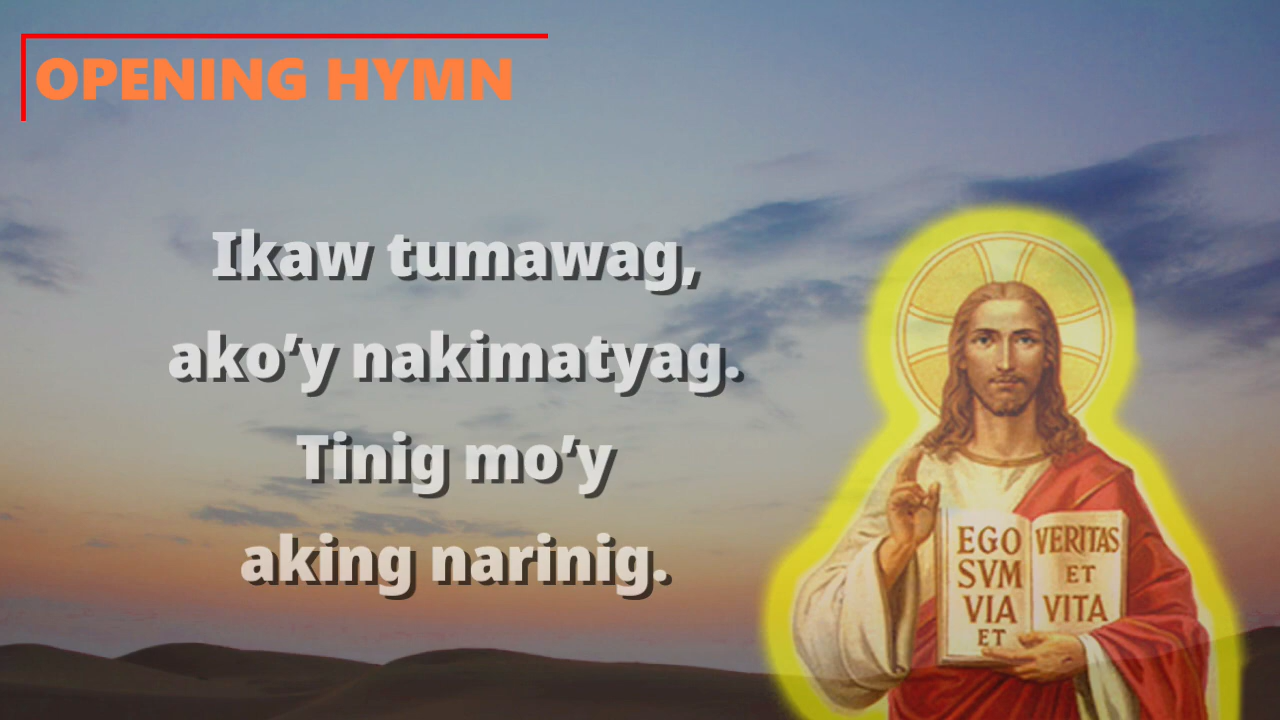 OPENING HYMN
Ikaw tumawag,
ako’y nakimatyag.
Tinig mo’y
aking narinig.
EGO
SVM
VIA
ET
VERITAS
ET
VITA